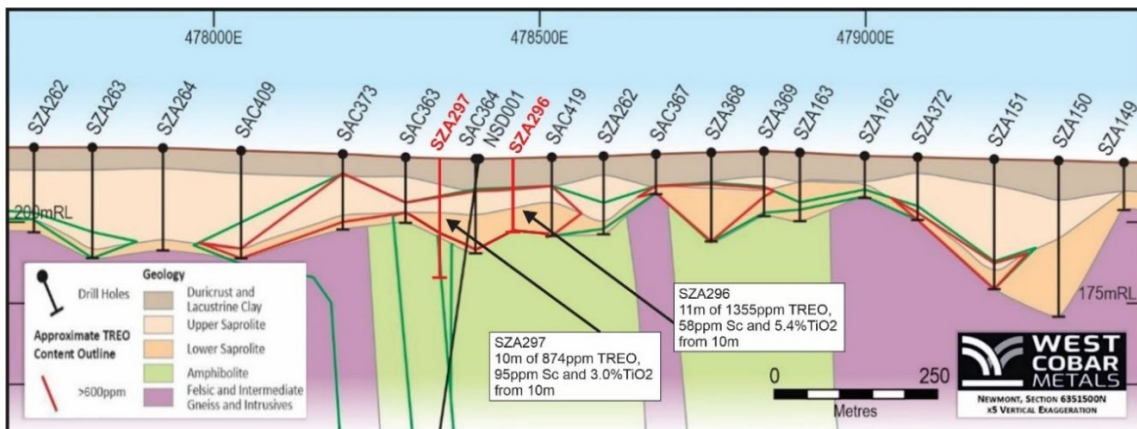 478000E
478500E
479000E
SZA262
SZA263
SZA264
SAC409
SAC373
SAC363
SZA297
SAC364
NSD001
SZA296
SAC419
SZA262
SAC367
SZA368
SZA369
SZA163
SZA162
SZA372
SZA151
SZA150
SZA149
200mRL
175mRL
Drill Holes
Approximate TREO
Content Outline
>600ppm
Geology
Duricrust and
Lacustrine Clay
Upper Saprolite
Lower Saprolite
Amphibolite
Felsic and Intermediate
Gneiss and Intrusives
SZA297
10m of 874ppm TREO,
95ppm Sc and 3.0%TiO2
from 10m
SZA296
11m of 1355ppm TREO,
58ppm Sc and 5.4%TiO2
from 10m
0 250
Metres
WEST
COBAR
METALS
NEWMONT, SECTION 6351500N
x5 VERTICAL EXAGGERATION